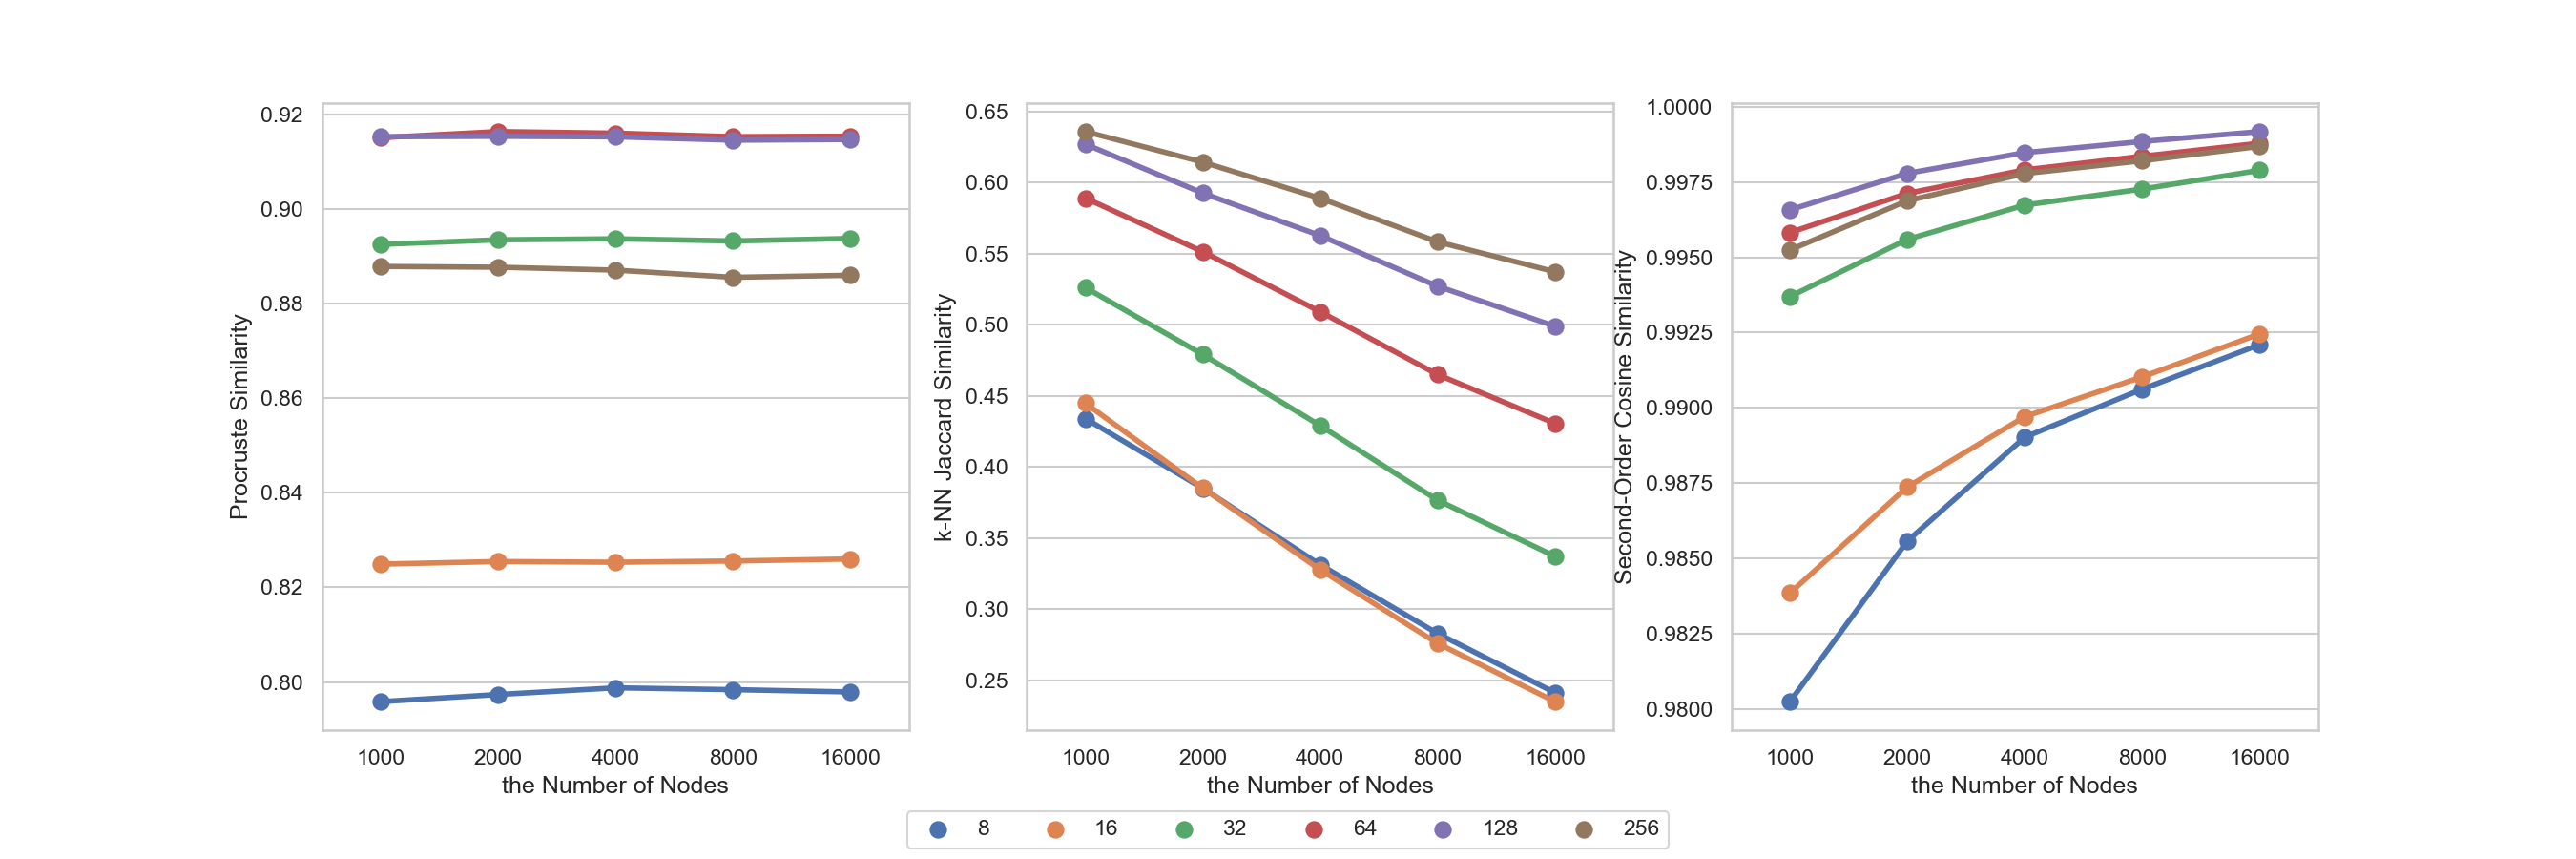 0.92
0.90
0.88
0.86
0.84
0.82
0.80
Procruste Similarity
1000 2000 4000 8000 16000
the Number of Nodes
0.65
0.60
0.55
0.50
0.45
0.40
0.35
0.30
0.25
k-NN Jaccard Similarity
1000 2000 4000 8000 16000
the Number of Nodes
1.0000
0.9975
0.9950
0.9925
0.9900
0.9875
0.9850
0.9825
0.9800
Second-Order Cosine Similarity
1000 2000 4000 8000 16000
the Number of Nodes
8 16 32 64 128 256